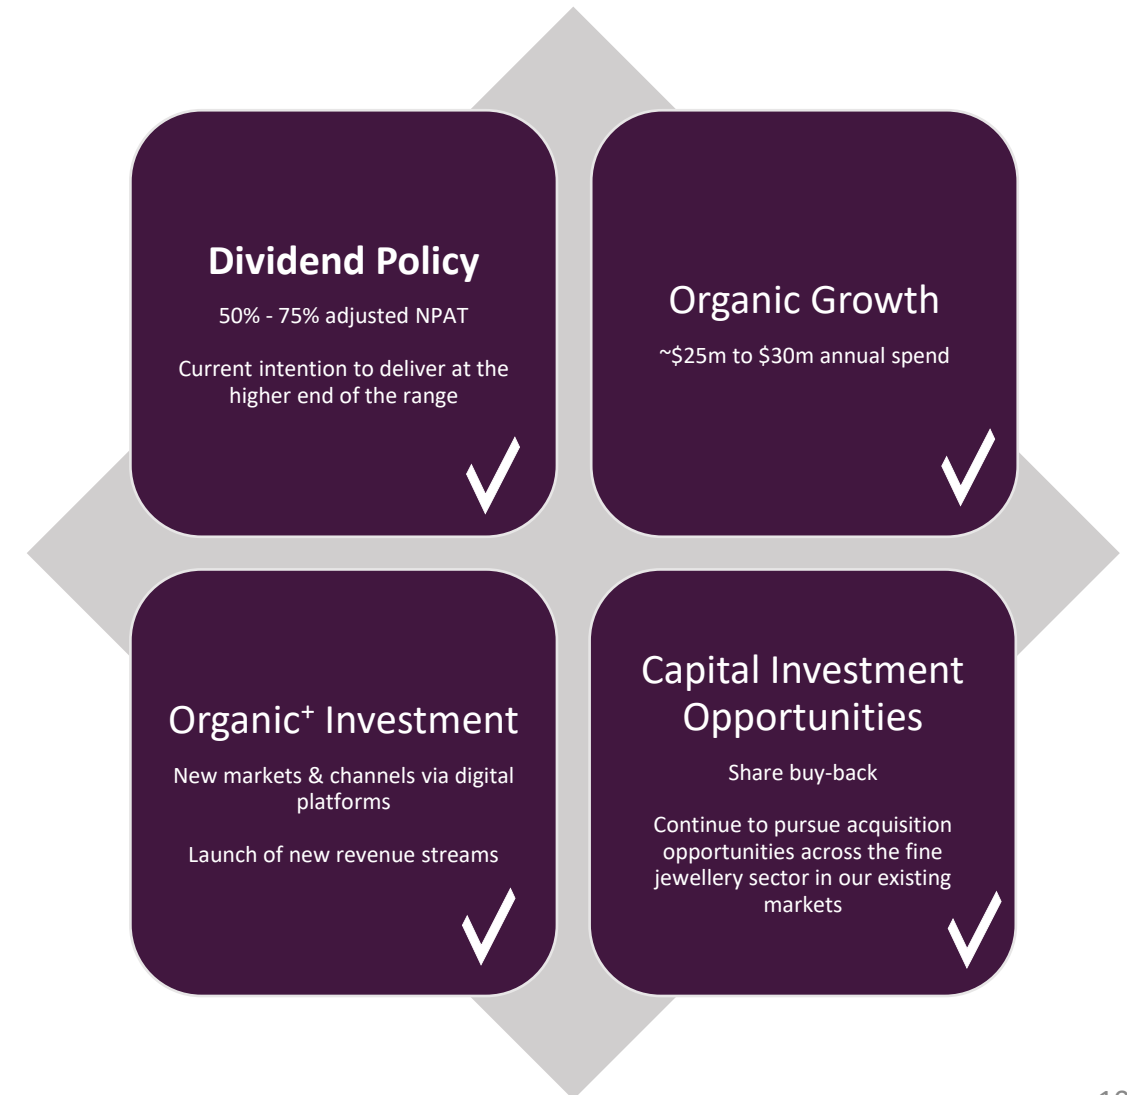 Dividend Policy
50% - 75% adjusted NPAT
Current intention to deliver at the
higher end of the range
Organic Growth
~$25m to $30m annual spend
Organic⁺ Investment
New markets & channels via digital
platforms
Launch of new revenue streams
Capital Investment
Opportunities
Share buy-back
Continue to pursue acquisition
opportunities across the fine
jewellery sector in our existing
markets